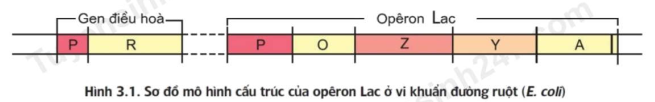 Gen điều hoà Opêron Lac
P R P O Z Y A
Hình 3.1. Sơ đồ mô hình cấu trúc của opêron Lac ở vi khuẩn đường ruột (E. coli)